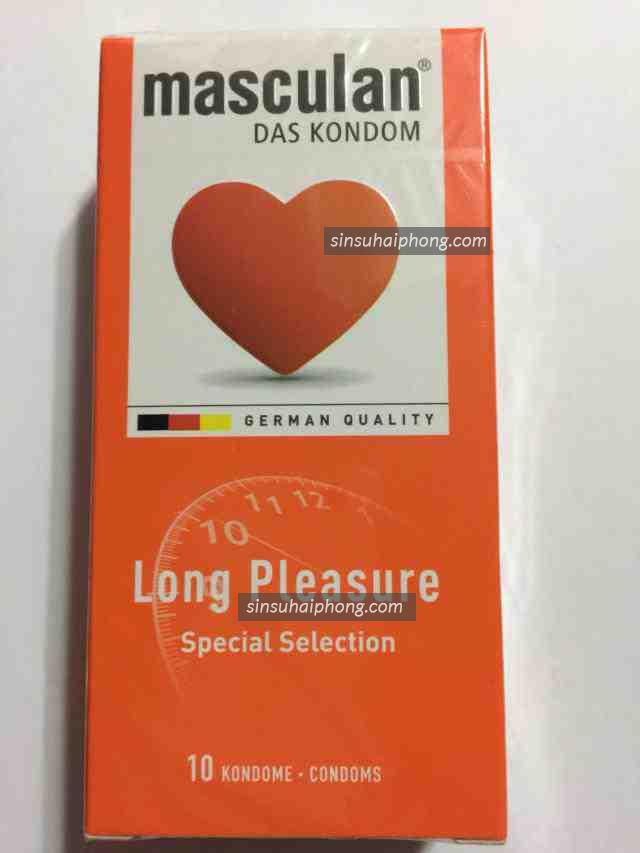 masculan®
DAS KONDOM
sinsuhaiphong.com
GERMAN QUALITY
11 12
10
Long Pleasure
sinsuhaiphong.com
Special Selection
10 KONDOME • CONDOMS